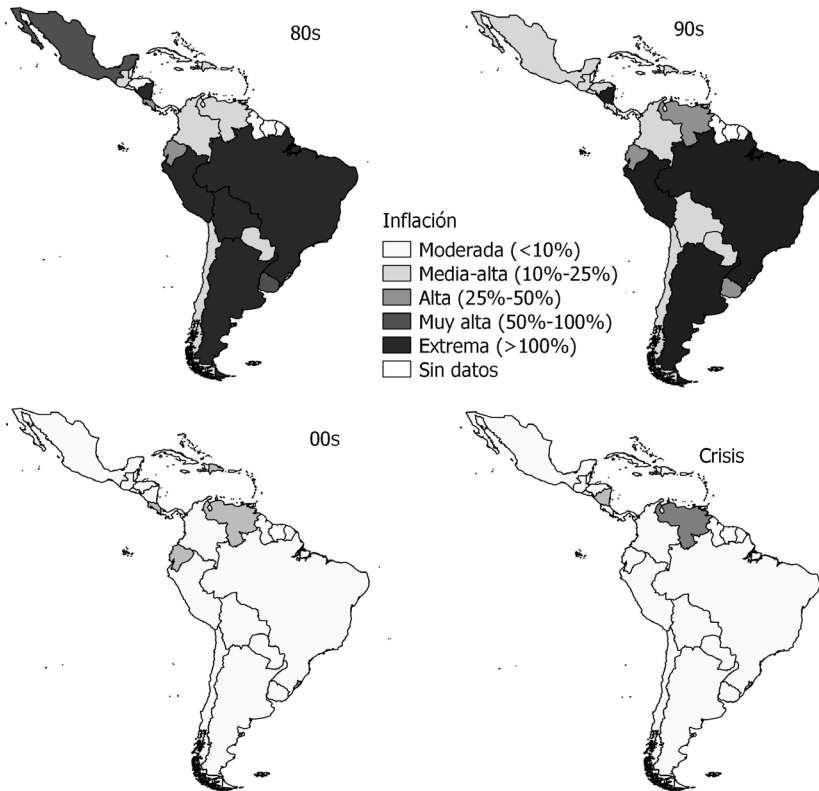 80s
90s
Inflación
Moderada (<10%)
Media-alta (10%-25%)
Alta (25%-50%)
Muy alta (50%-100%)
Extrema (>100%)
Sin datos
00s
Crisis